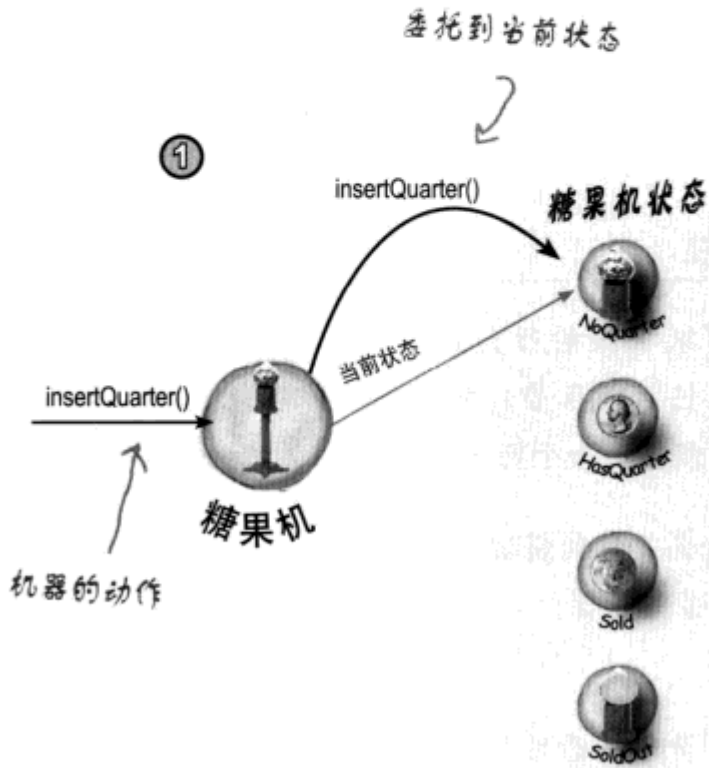 委托到当前状态
1
insertQuarter()
糖果机状态
NoQuarter
当前状态
insertQuarter()
HasQuarter
糖果机
机器的动作
Sold
SoldOut